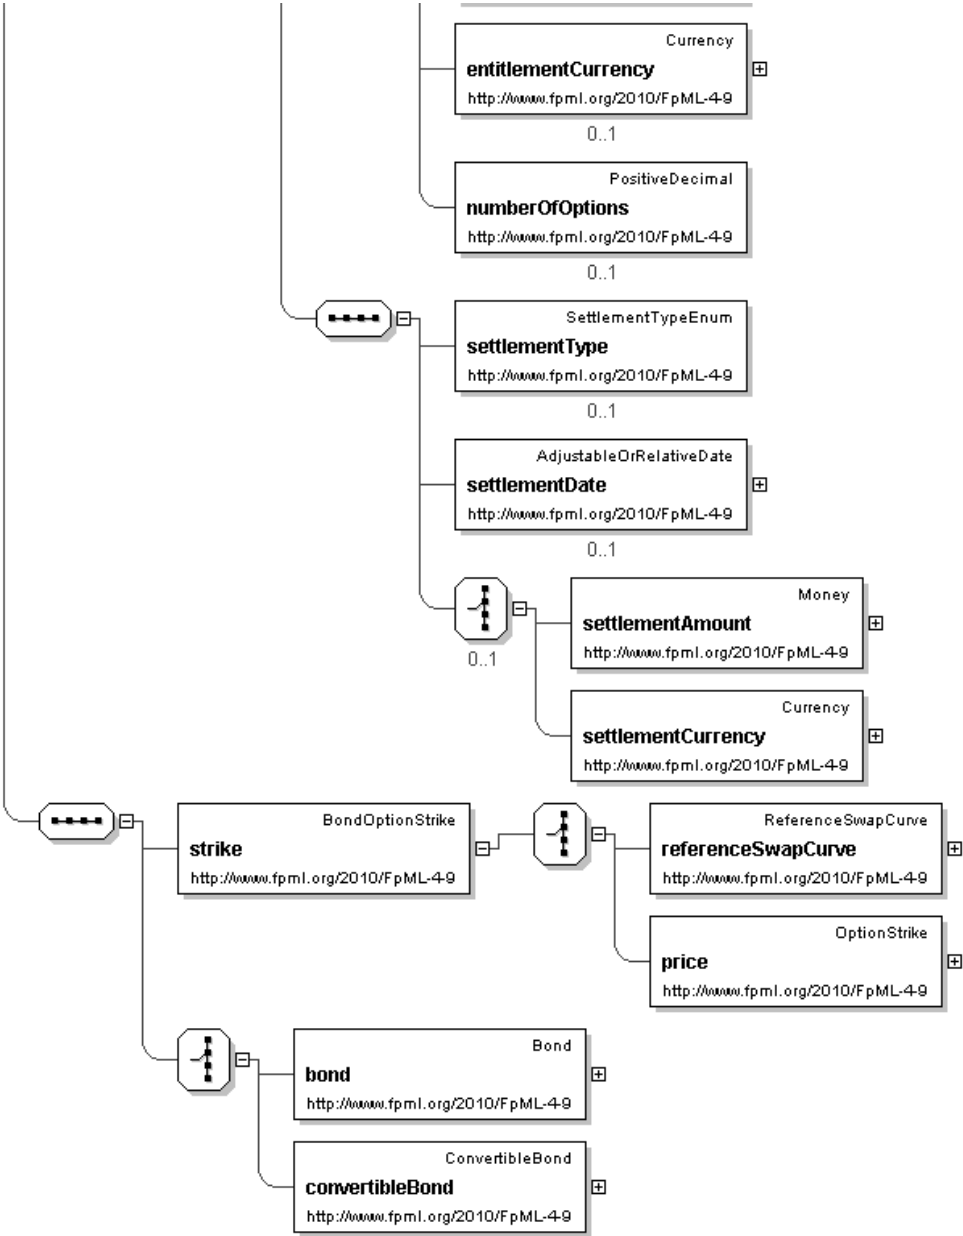 Currency
entitlementCurrency
http://www.fpml.org/2010/FpML-4-9
0..1
PositiveDecimal
numberOfOptions
http://www.fpml.org/2010/FpML-4-9
0..1
SettlementTypeEnum
settlementType
http://www.fpml.org/2010/FpML-4-9
0..1
AdjustableOrRelativeDate
settlementDate
http://www.fpml.org/2010/FpML-4-9
0..1
Money
settlementAmount
http://www.fpml.org/2010/FpML-4-9
0..1
Currency
settlementCurrency
http://www.fpml.org/2010/FpML-4-9
BondOptionStrike
strike
http://www.fpml.org/2010/FpML-4-9
ReferenceSwapCurve
referenceSwapCurve
http://www.fpml.org/2010/FpML-4-9
OptionStrike
price
http://www.fpml.org/2010/FpML-4-9
Bond
bond
http://www.fpml.org/2010/FpML-4-9
ConvertibleBond
convertibleBond
http://www.fpml.org/2010/FpML-4-9